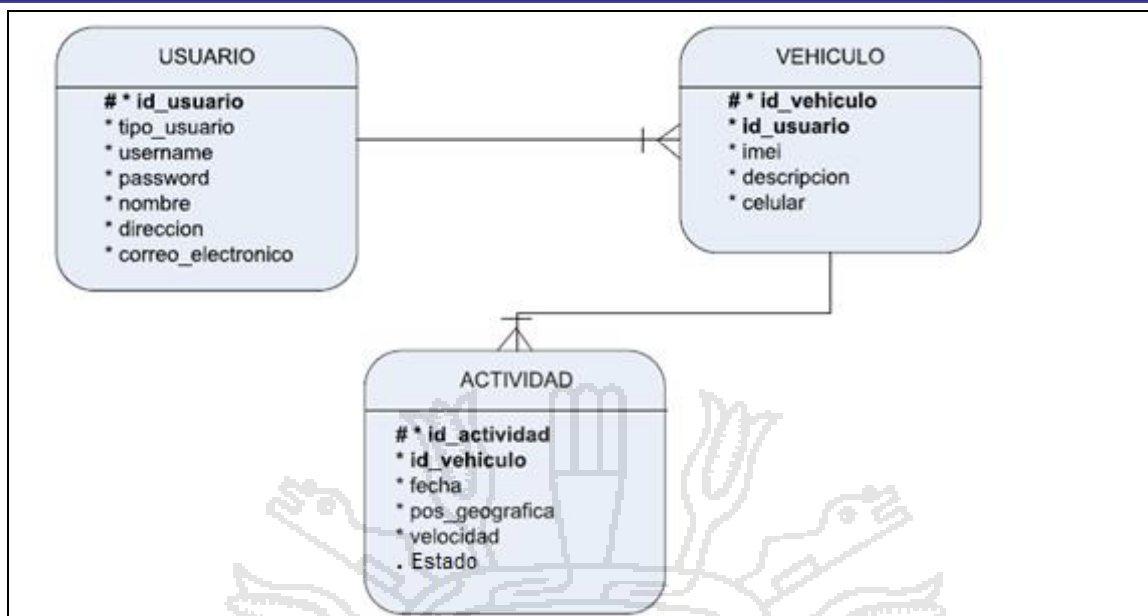 USUARIO
# * id_usuario
* tipo_usuario
* username
* password
* nombre
* direccion
* correo_electronico
VEHICULO
# * id_vehiculo
* id_usuario
* imei
* descripcion
* celular
ACTIVIDAD
# * id_actividad
* id_vehiculo
* fecha
* pos_geografica
* velocidad
. Estado